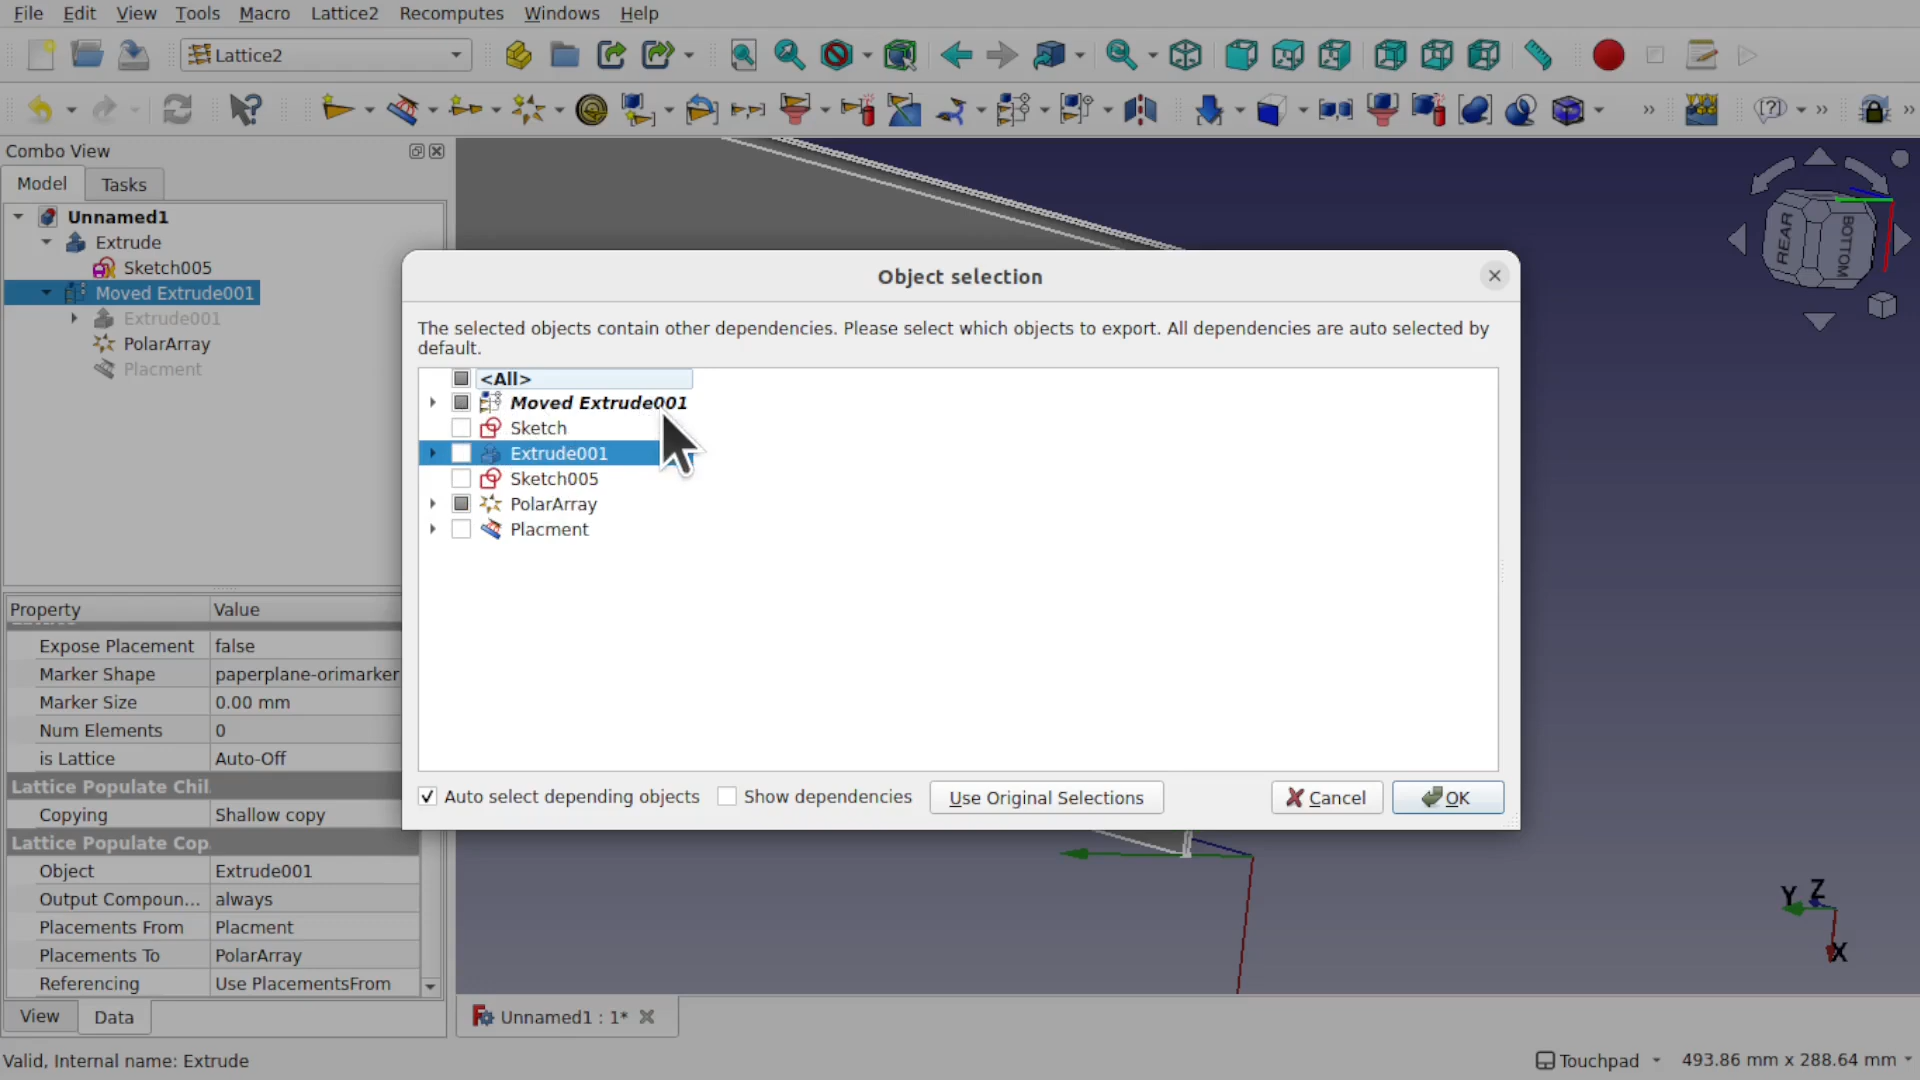 File Edit View Tools Macro Lattice2 Recomputes Windows Help
Lattice2
Combo View
Model Tasks
Unnamed1
Extrude
Sketch005
Moved Extrude001
Extrude001
PolarArray
Placment
Property Value
Expose Placement false
Marker Shape paperplane-orimarker
Marker Size 0.00 mm
Num Elements 0
is Lattice Auto-Off
Lattice Populate Chil
Copying Shallow copy
Lattice Populate Cop
Object Extrude001
Output Compoun... always
Placements From Placment
Placements To PolarArray
Referencing Use PlacementsFrom
View Data
Object selection
The selected objects contain other dependencies. Please select which objects to export. All dependencies are auto selected by
default.
<All>
Moved Extrude001
Sketch
Extrude001
Sketch005
PolarArray
Placment
Auto select depending objects Show dependencies Use Original Selections Cancel OK
REAR BOTTOM
Y Z
X
Unnamed1 : 1*
Valid, Internal name: Extrude
Touchpad 493.86 mm x 288.64 mm